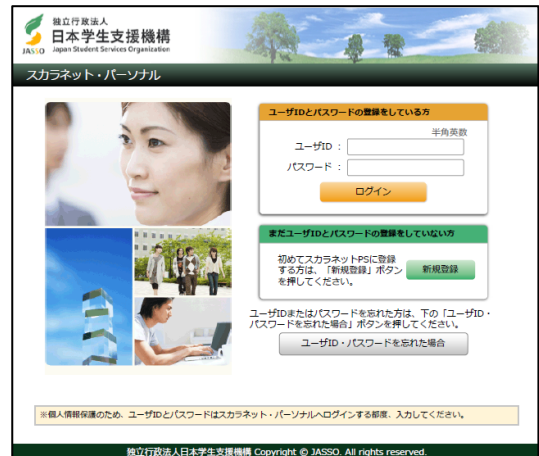 独立行政法人
日本学生支援機構
JASSO Japan Student Services Organization
スカラネット・パーソナル
ユーザIDとパスワードの登録をしている方
半角英数
ユーザID ：
パスワード ：
ログイン
まだユーザIDとパスワードの登録をしていない方
初めてスカラネットPSに登録
する方は、「新規登録」ボタン
を押してください。
新規登録
ユーザIDまたはパスワードを忘れた方は、下の「ユーザID・
パスワードを忘れた場合」ボタンを押してください。
ユーザID・パスワードを忘れた場合
※個人情報保護のため、ユーザIDとパスワードはスカラネット・パーソナルへログインする都度、入力してください。
独立行政法人日本学生支援機構 Copyright © JASSO. All rights reserved.